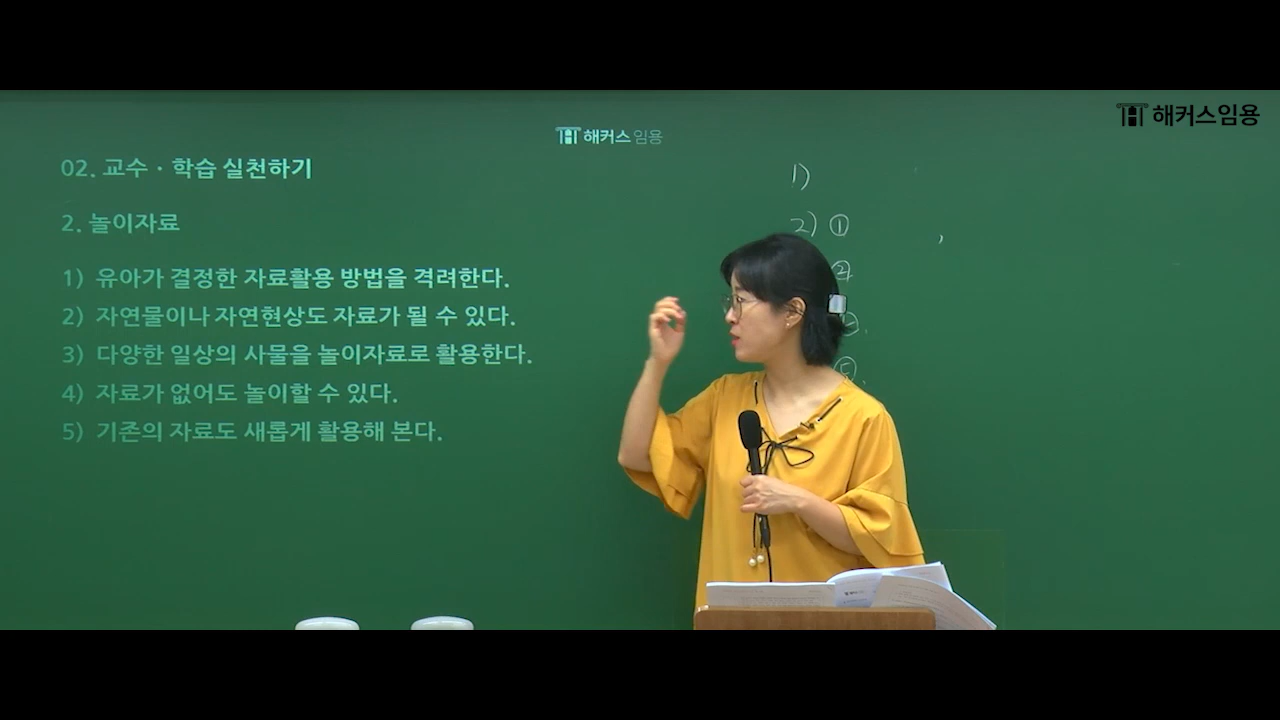 해커스임용
해커스임용
02. 교수 · 학습 실천하기
2. 놀이자료
1) 유아가 결정한 자료활용 방법을 격려한다.
2) 자연물이나 자연현상도 자료가 될 수 있다.
3) 다양한 일상의 사물을 놀이자료로 활용한다.
4) 자료가 없어도 놀이할 수 있다.
5) 기존의 자료도 새롭게 활용해 본다.
1)
2) ①
②
⑤